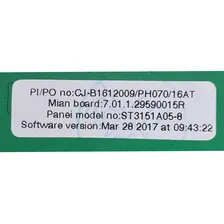 PI/PO no:CJ-B1612009/PH070/16AT
Mian board:7.01.1.29590015R
Panei model no:ST3151A05-8
Software version:Mar 28 2017 at 09:43:22